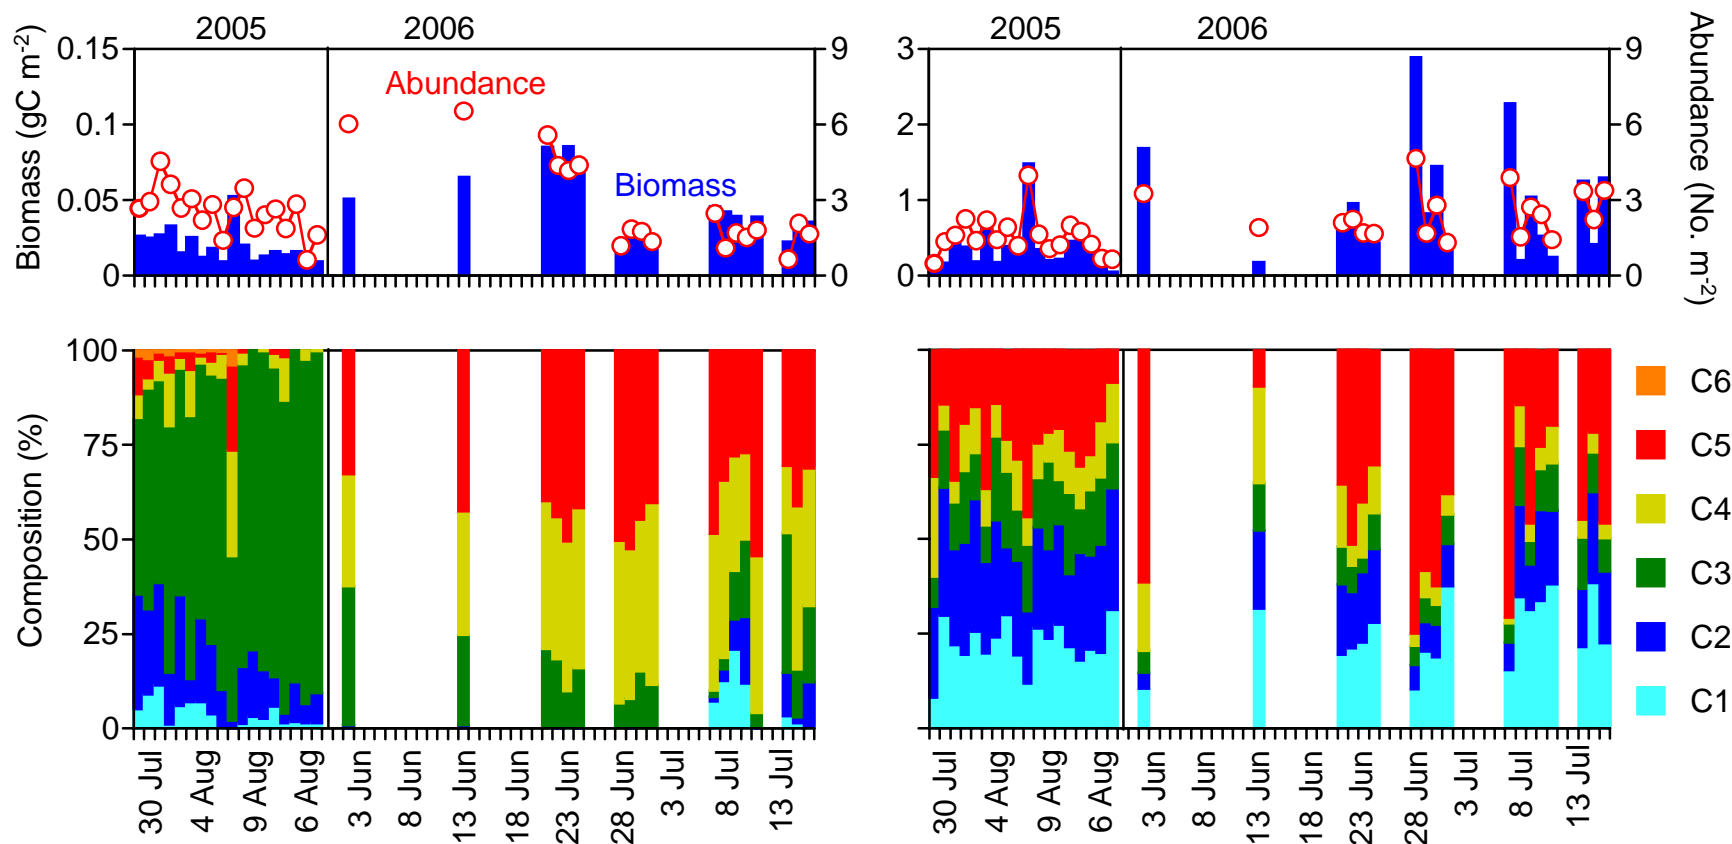 2005 2006
2005 2006
Biomass (gC m-2)
0.15
0.1
0.05
0
9
6
3
0
Abundance
Biomass
3
2
1
0
9
6
3
0
Abundance (No. m-2)
Composition (%)
100
75
50
25
0
30 Jul
4 Aug
9 Aug
6 Aug
3 Jun
8 Jun
13 Jun
18 Jun
23 Jun
28 Jun
3 Jul
8 Jul
13 Jul
30 Jul
4 Aug
9 Aug
6 Aug
3 Jun
8 Jun
13 Jun
18 Jun
23 Jun
28 Jun
3 Jul
8 Jul
13 Jul
C6
C5
C4
C3
C2
C1